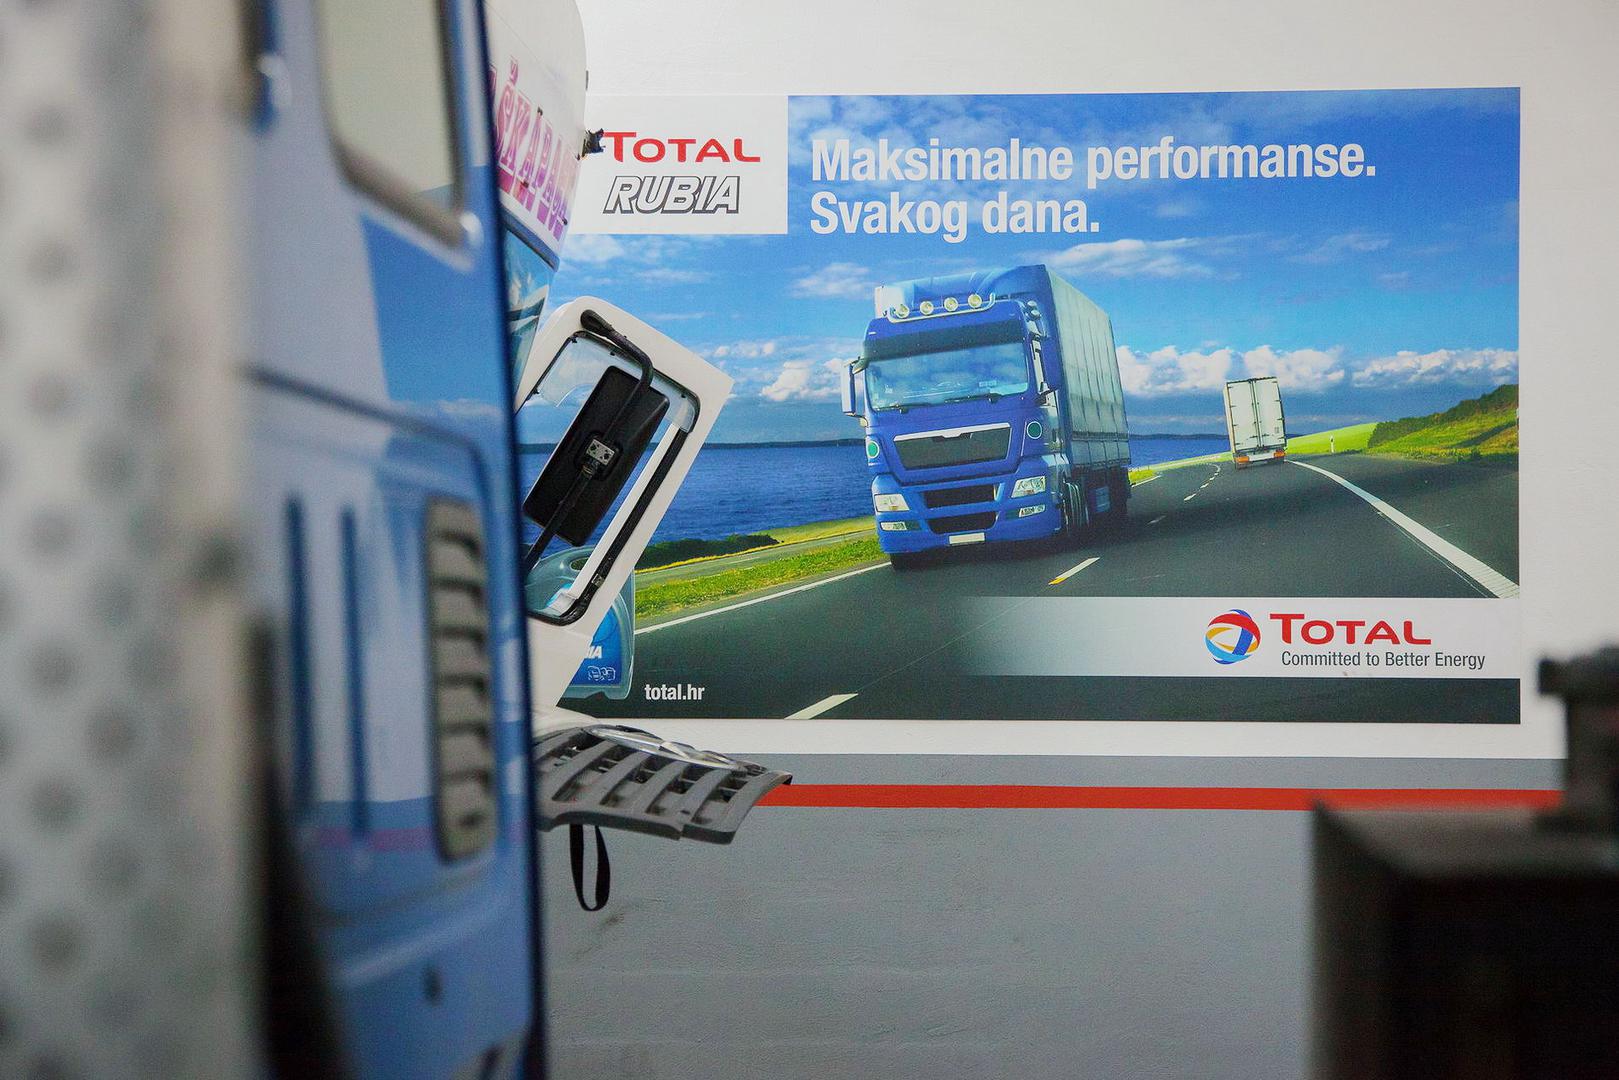 TOTAL
RUBIA
Maksimalne performanse.
Svakog dana.
TOTAL
Committed to Better Energy
total.hr